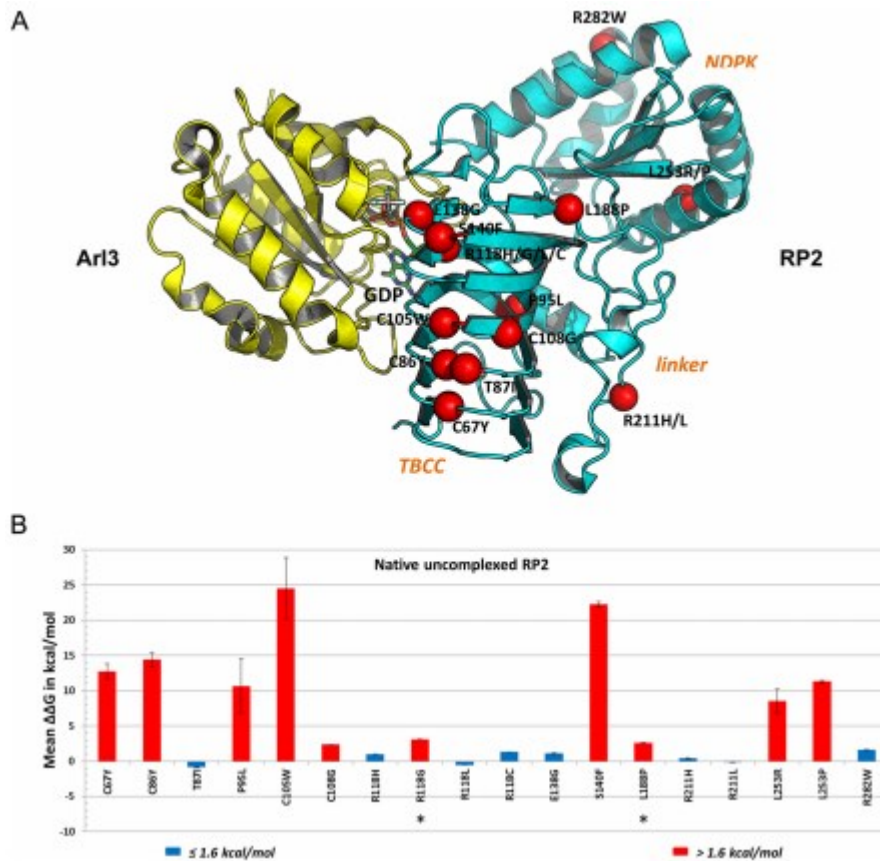 A
R282W
NDPK
L253R/P
E138G
L188P
S140F
R118H/G/L/C
Arl3
RP2
GDP
P95L
C105W
C108G
C86Y
T87I
linker
C67Y
R211H/L
TBCC
B
Native uncomplexed RP2
Mean ΔΔG in kcal/mol
30
25
20
15
10
5
0
-5
-10
C67Y
C86Y
T87I
P95L
C105W
C108G
R118H
R118G
R118L
R118C
E138G
S140F
L188P
R211H
R211L
L253R
L253P
R282W
* *
≤ 1.6 kcal/mol > 1.6 kcal/mol